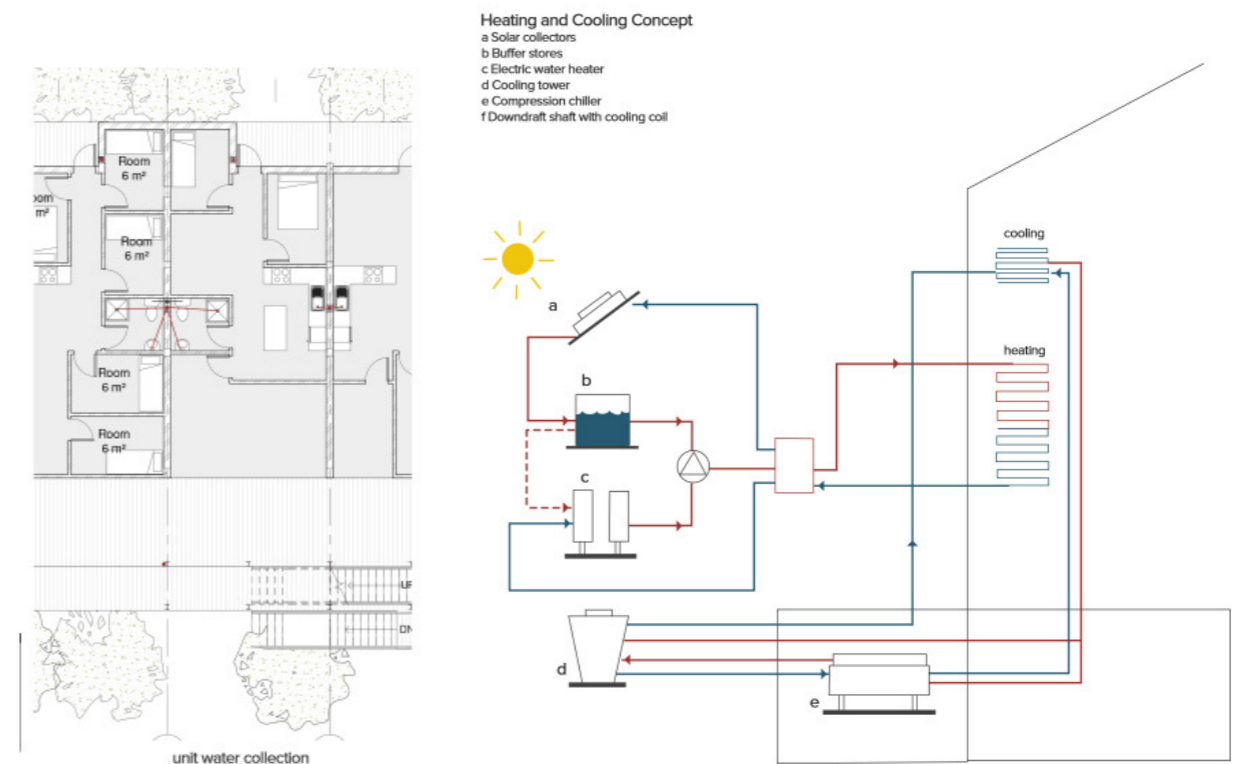 Heating and Cooling Concept
a Solar collectors
b Buffer stores
c Electric water heater
d Cooling tower
e Compression chiller
f Downdraft shaft with cooling coil
Room
6 m²
oom
m²
Room
6 m²
Room
6 m²
Room
6 m²
UP
DN
unit water collection
cooling
a
heating
b
c
d
e